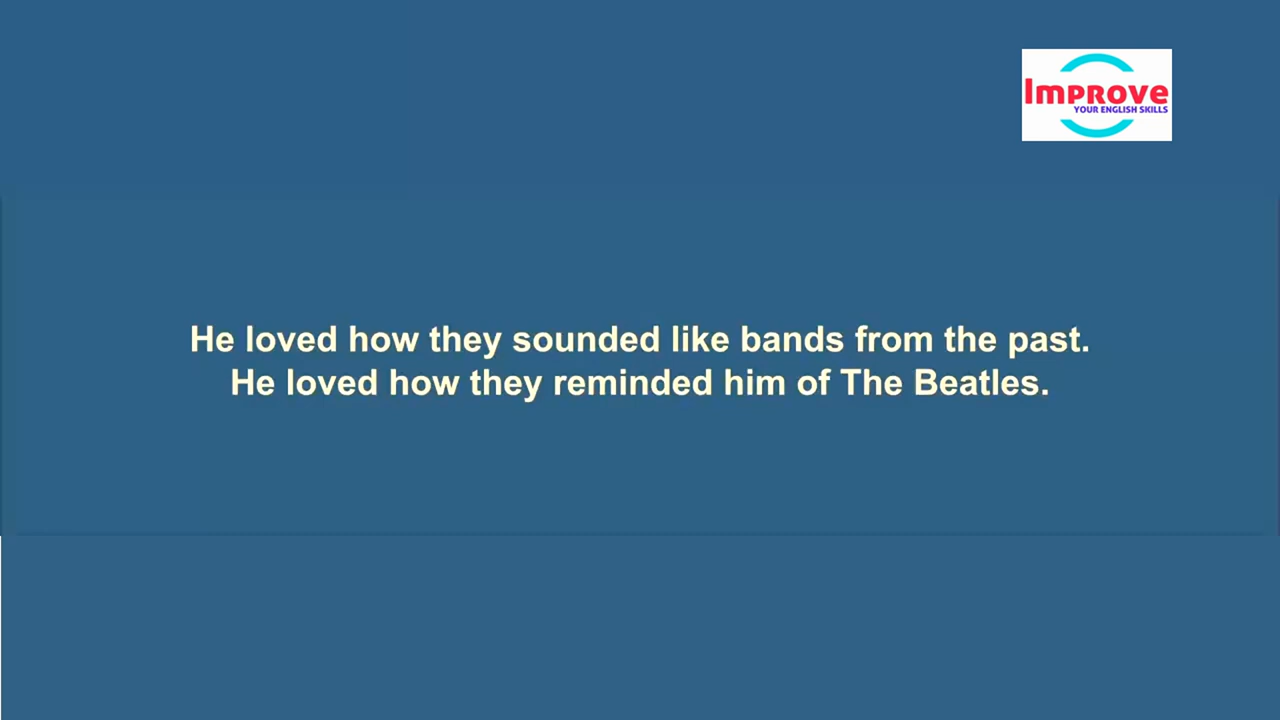 Improve
YOUR ENGLISH SKILLS
He loved how they sounded like bands from the past.
He loved how they reminded him of The Beatles.